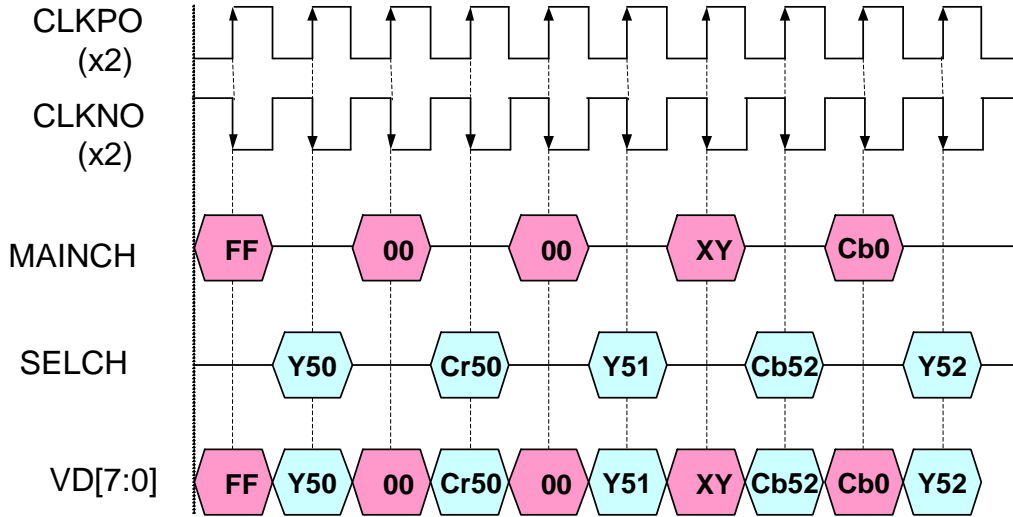 CLKPO
(x2)
CLKNO
(x2)
MAINCH FF 00 00 XY Cb0
SELCH Y50 Cr50 Y51 Cb52 Y52
VD[7:0] FF Y50 00 Cr50 00 Y51 XY Cb52 Cb0 Y52